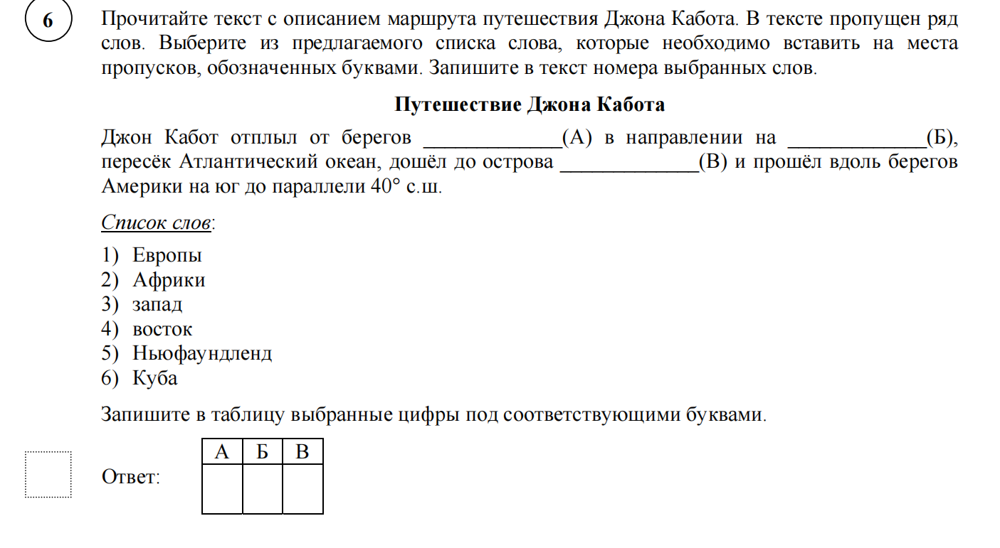 6
Прочитайте текст с описанием маршрута путешествия Джона Кабота. В тексте пропущен ряд
слов. Выберите из предлагаемого списка слова, которые необходимо вставить на места
пропусков, обозначенных буквами. Запишите в текст номера выбранных слов.
Путешествие Джона Кабота
Джон Кабот отплыл от берегов _____________(А) в направлении на _____________(Б),
пересёк Атлантический океан, дошёл до острова _____________(В) и прошёл вдоль берегов
Америки на юг до параллели 40° с.ш.
Список слов:
1) Европы
2) Африки
3) запад
4) восток
5) Ньюфаундленд
6) Куба
Запишите в таблицу выбранные цифры под соответствующими буквами.
А Б В
Ответ: